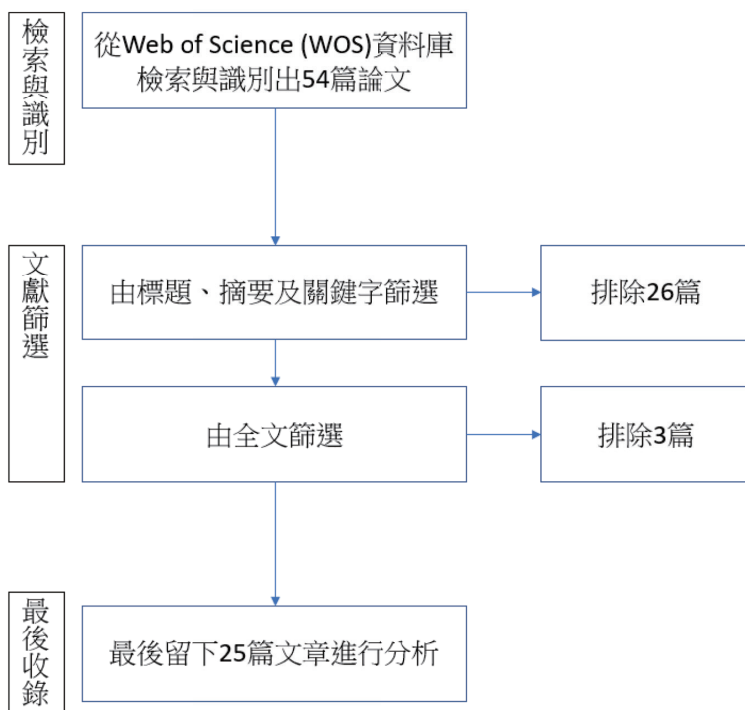 檢索與識別
從Web of Science (WOS)資料庫
檢索與識別出54篇論文
文獻篩選
由標題、摘要及關鍵字篩選
排除26篇
由全文篩選
排除3篇
最後收錄
最後留下25篇文章進行分析